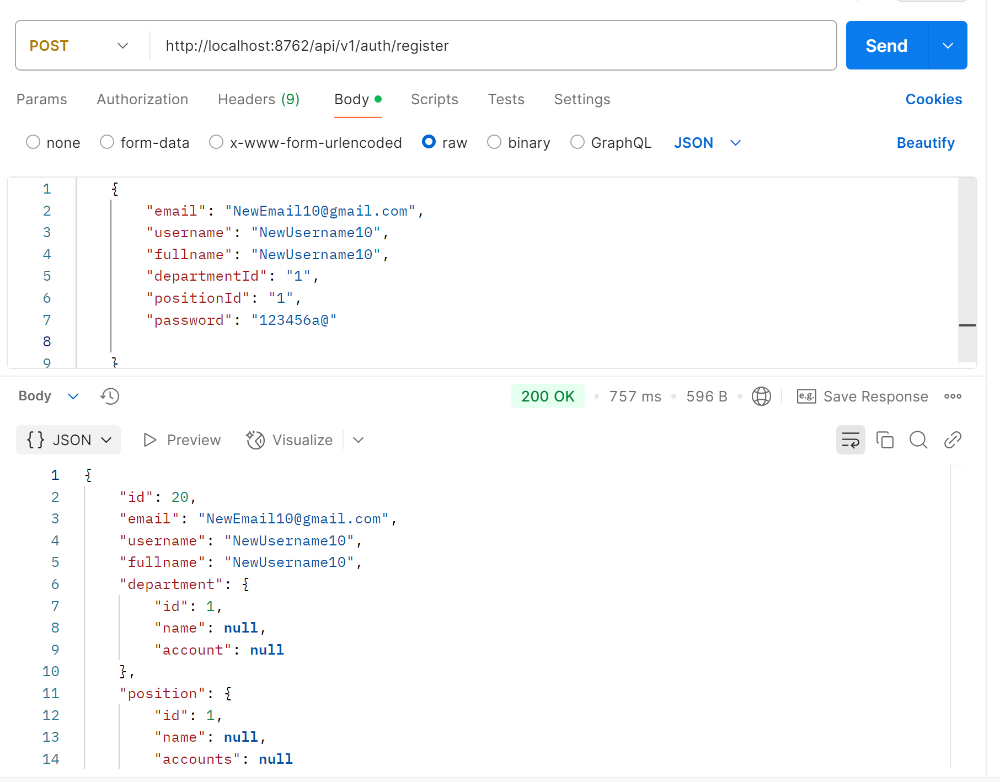 POST http://localhost:8762/api/v1/auth/register Send
Params Authorization Headers (9) Body Scripts Tests Settings Cookies
none form-data x-www-form-urlencoded raw binary GraphQL JSON Beautify
1 {
2 "email": "NewEmail10@gmail.com",
3 "username": "NewUsername10",
4 "fullname": "NewUsername10",
5 "departmentId": "1",
6 "positionId": "1",
7 "password": "123456a@"
8
9 }
Body 200 OK • 757 ms • 596 B • e.g. Save Response
{} JSON Preview Visualize
1 {
2 "id": 20,
3 "email": "NewEmail10@gmail.com",
4 "username": "NewUsername10",
5 "fullname": "NewUsername10",
6 "department": {
7 "id": 1,
8 "name": null,
9 "account": null
10 },
11 "position": {
12 "id": 1,
13 "name": null,
14 "accounts": null